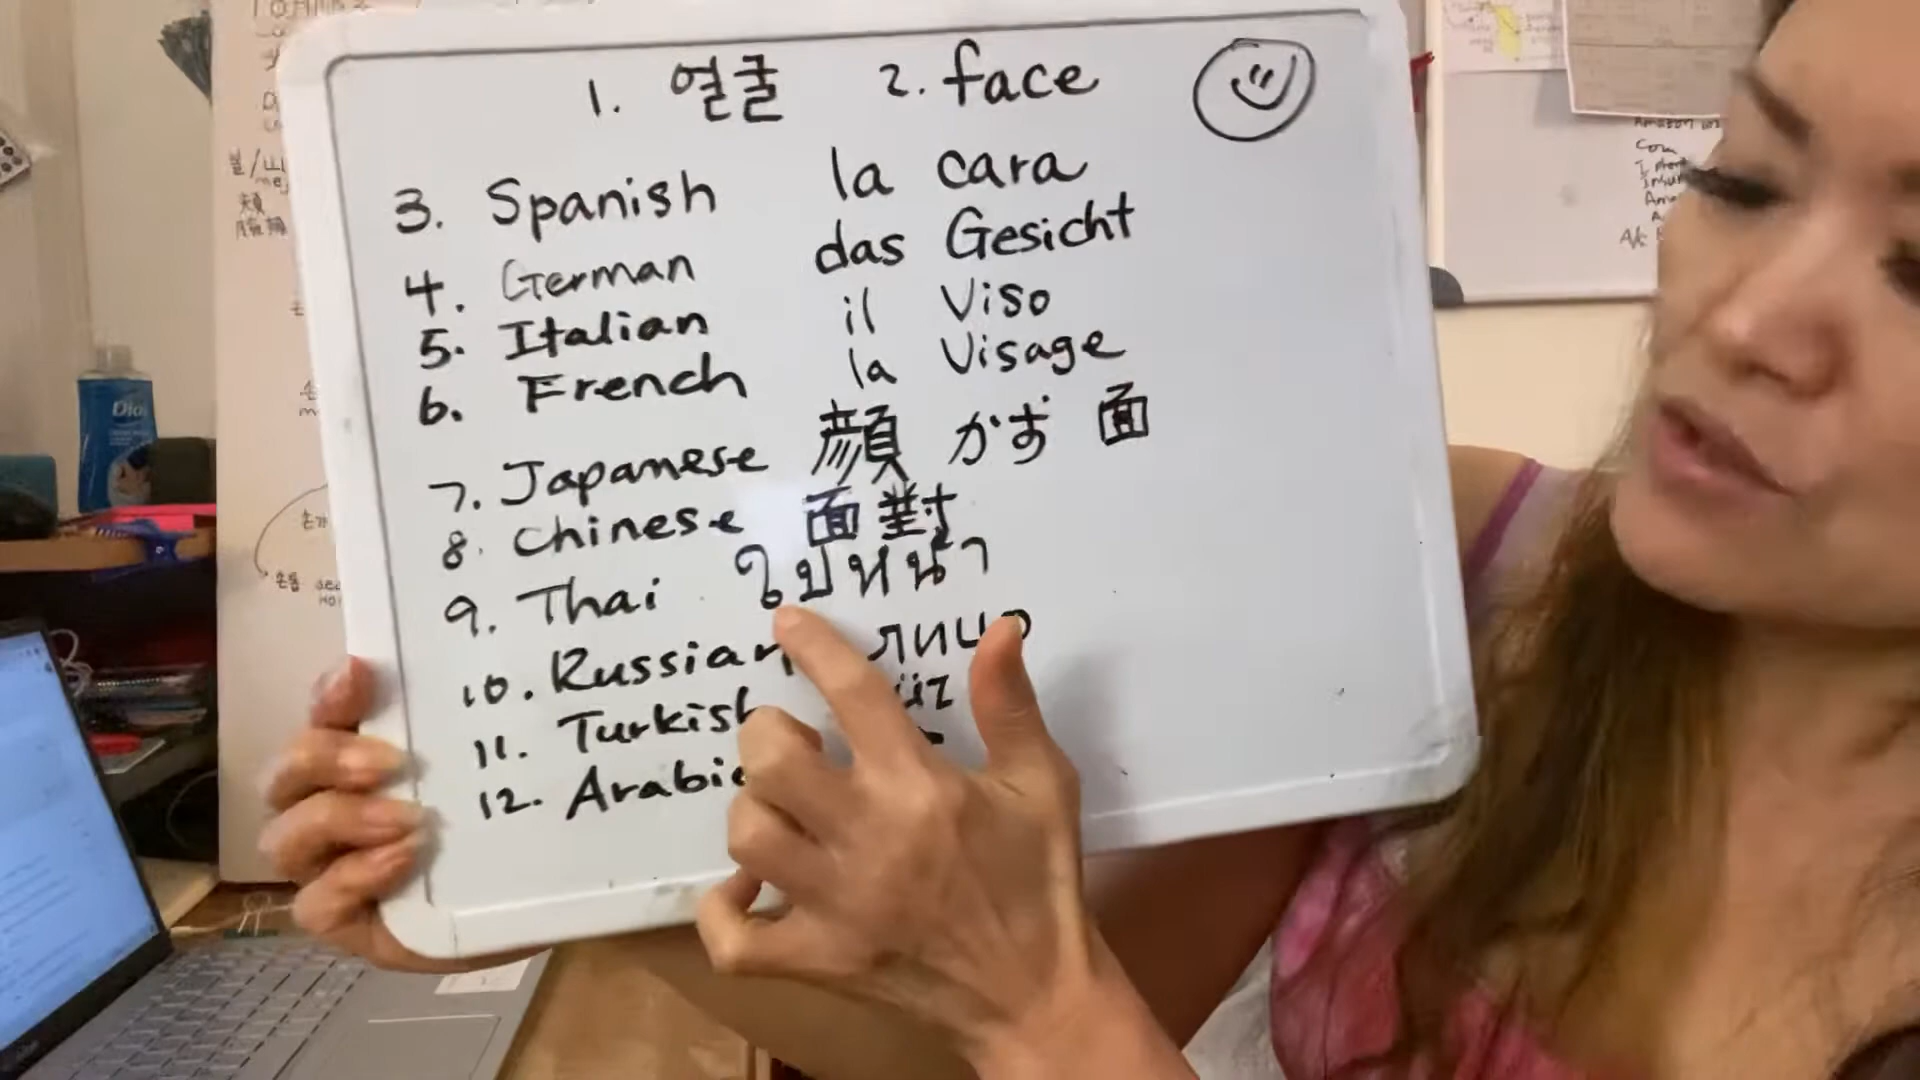 1. 얼굴 2. face
3. Spanish la cara
4. German das Gesicht
5. Italian il Viso
6. French la Visage
7. Japanese 顔 かお 面
8. Chinese 面對
9. Thai ใบหน้า
10. Russian лицо
11. Turkish
12. Arabic
Dial